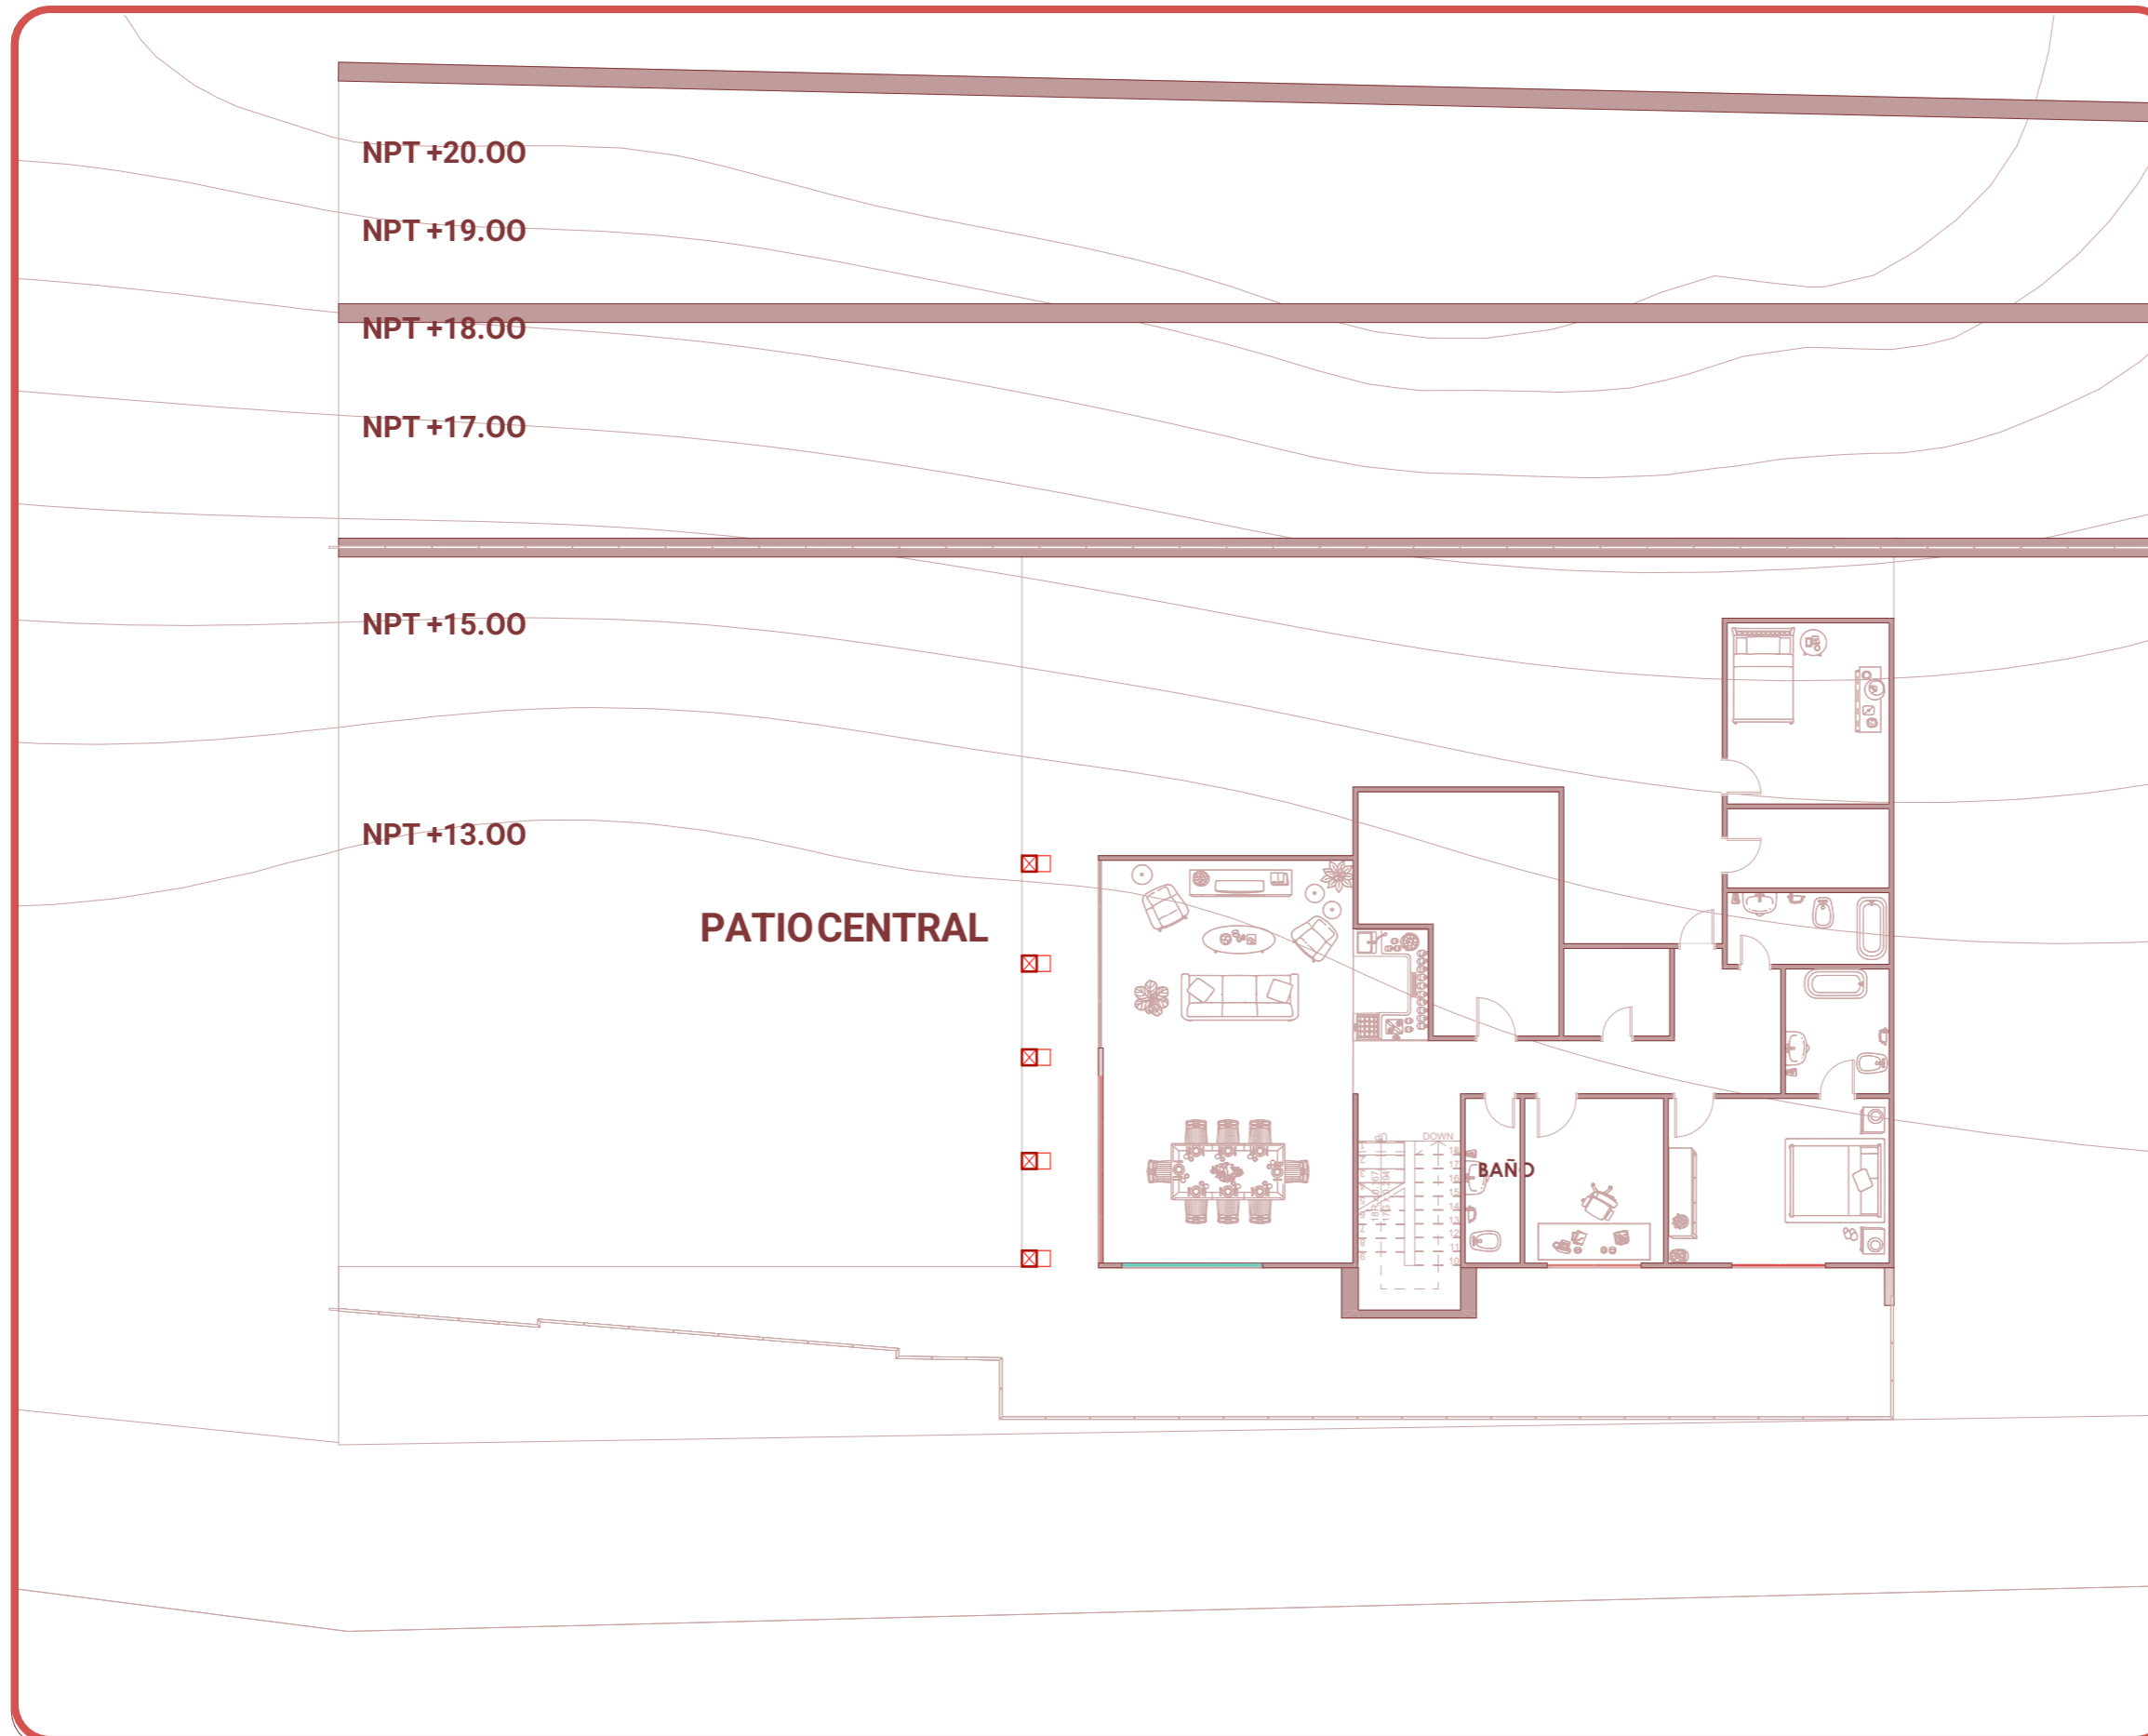 NPT +20.00
NPT +19.00
NPT +18.00
NPT +17.00
NPT +15.00
NPT +13.00
PATIO CENTRAL
UP
DOWN
BAÑO